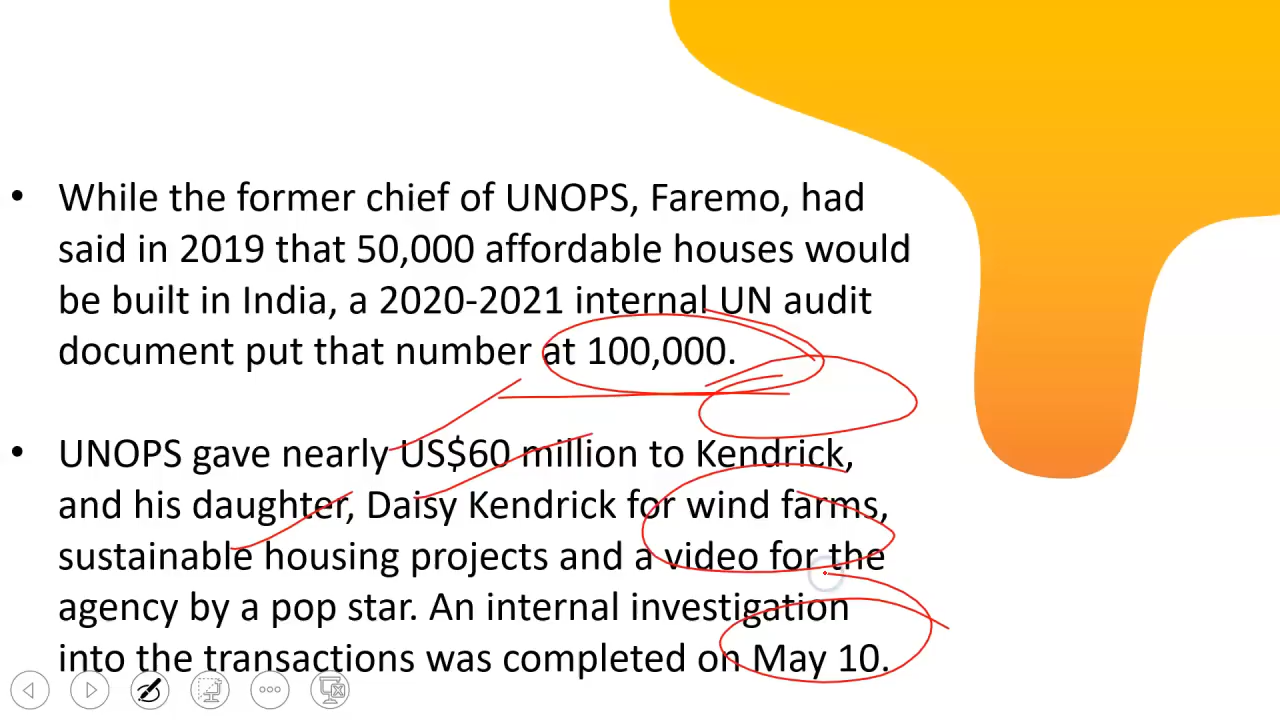 • While the former chief of UNOPS, Faremo, had
said in 2019 that 50,000 affordable houses would
be built in India, a 2020-2021 internal UN audit
document put that number at 100,000.
• UNOPS gave nearly US$60 million to Kendrick,
and his daughter, Daisy Kendrick for wind farms,
sustainable housing projects and a video for the
agency by a pop star. An internal investigation
into the transactions was completed on May 10.